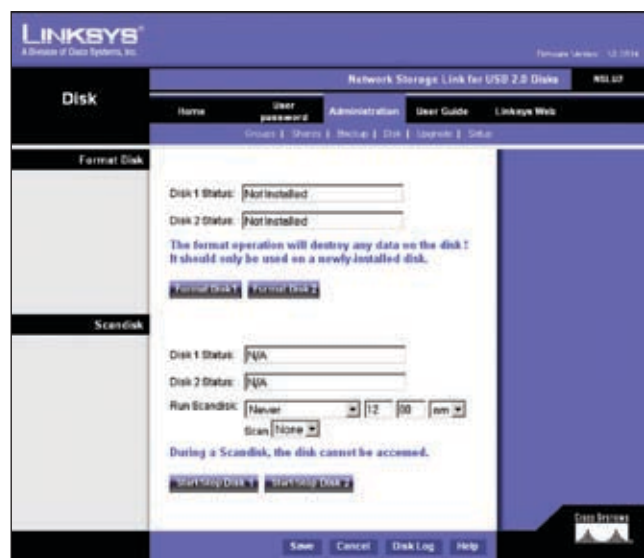 LINKSYS®
A Division of Cisco Systems, Inc.
Firmware Version:
Network Storage Link for USB 2.0 Disks
NSLU2
Disk
Home
User password
Administration
User Guide
Linksys Web
Groups | Shares | Backup | Disk | Upgrade | Setup
Format Disk
Disk 1 Status: Not Installed
Disk 2 Status: Not Installed
The format operation will destroy any data on the disk!
It should only be used on a newly-installed disk.
Format Disk 1 Format Disk 2
Scandisk
Disk 1 Status: N/A
Disk 2 Status: N/A
Run Scandisk: Never 12 00
Scan None
During a Scandisk, the disk cannot be accessed.
Start/Stop Disk 1 Start/Stop Disk 2
Save Cancel Disk Log Help
Cisco Systems